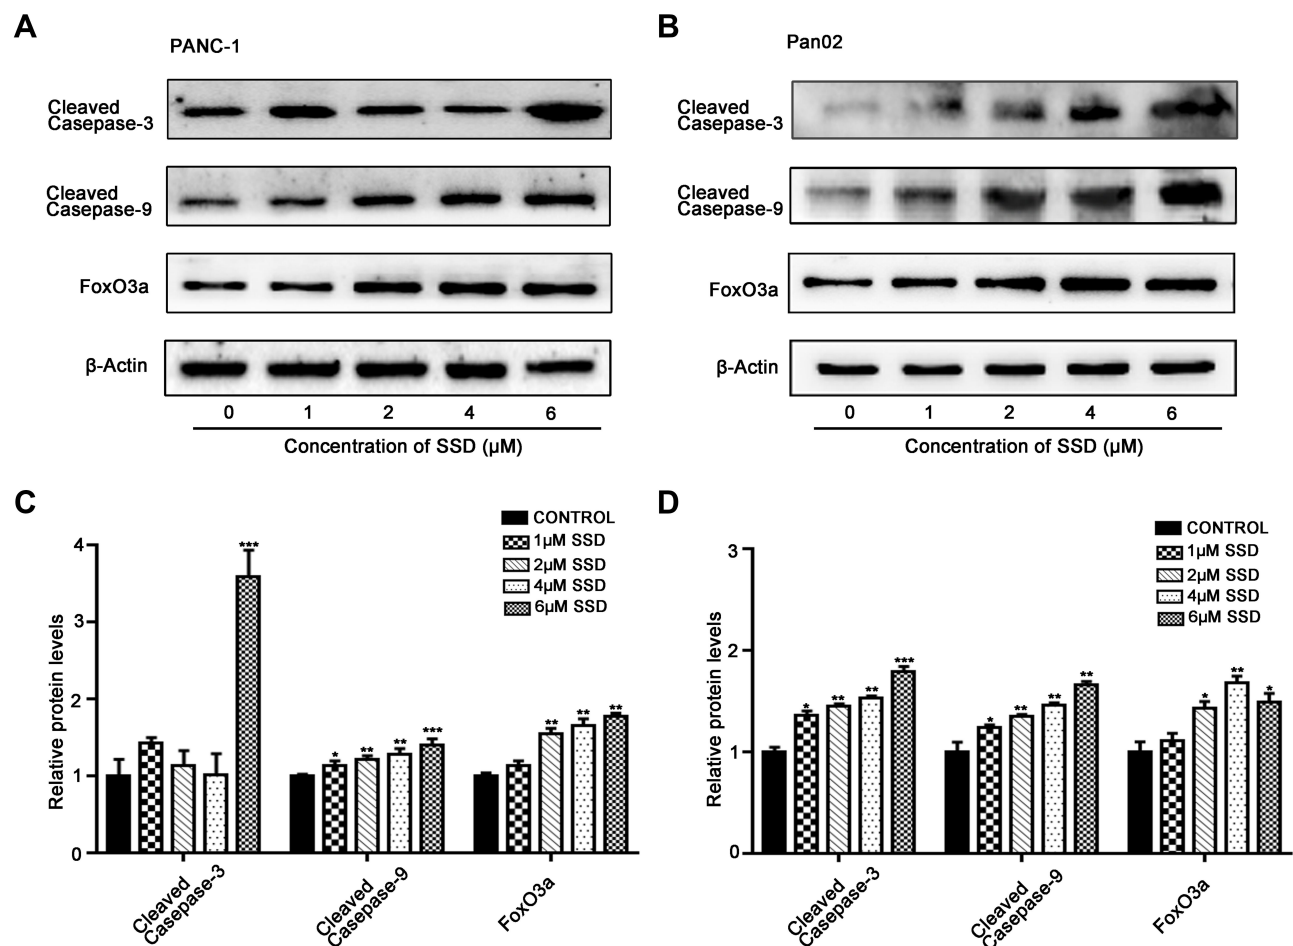 A
PANC-1
Cleaved
Casepase-3
Cleaved
Casepase-9
FoxO3a
β-Actin
0 1 2 4 6
Concentration of SSD (μM)
B
Pan02
Cleaved
Casepase-3
Cleaved
Casepase-9
FoxO3a
β-Actin
0 1 2 4 6
Concentration of SSD (μM)
C
CONTROL
1μM SSD
2μM SSD
4μM SSD
6μM SSD
Relative protein levels
4
3
2
1
0
***
* ** ** ***
** ** **
Cleaved
Casepase-3
Cleaved
Casepase-9
FoxO3a
D
CONTROL
1μM SSD
2μM SSD
4μM SSD
6μM SSD
Relative protein levels
3
2
1
0
* ** ** ***
* ** ** **
* ** *
Cleaved
Casepase-3
Cleaved
Casepase-9
FoxO3a